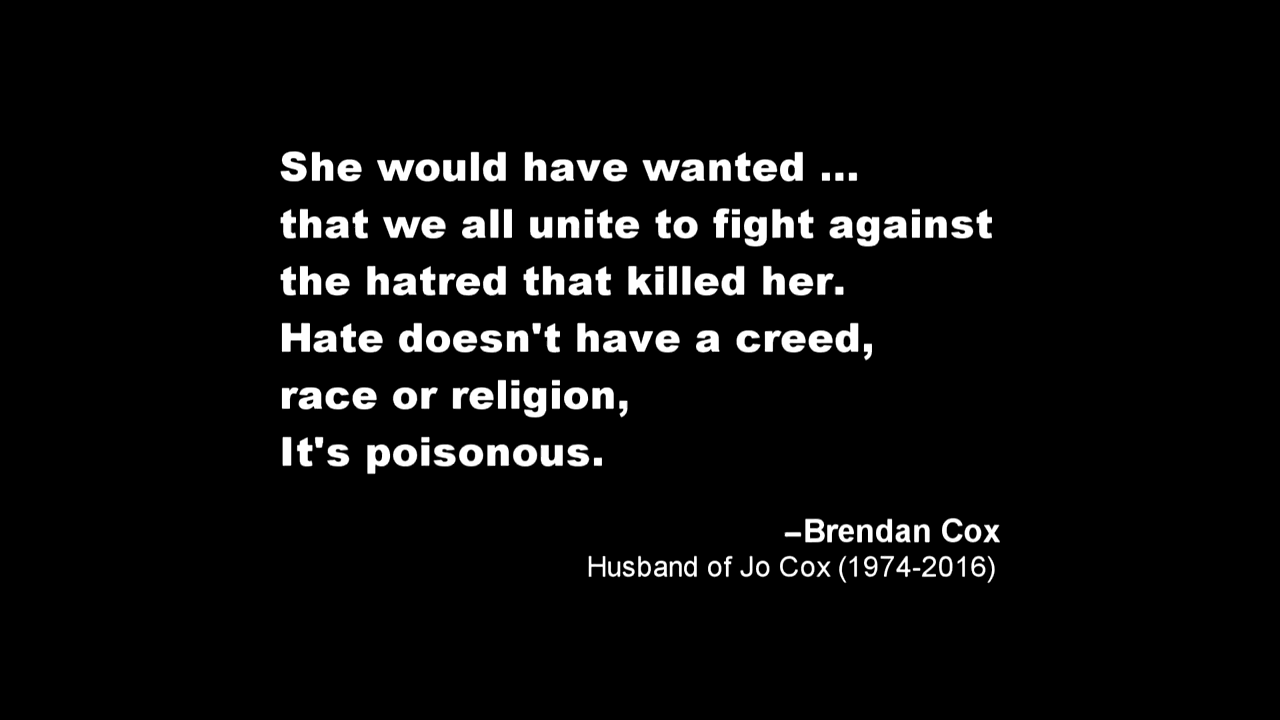 She would have wanted ...
that we all unite to fight against
the hatred that killed her.
Hate doesn't have a creed,
race or religion,
It's poisonous.
–Brendan Cox
Husband of Jo Cox (1974-2016)